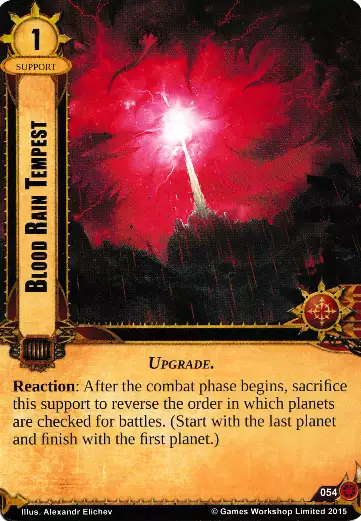 1
SUPPORT
BLOOD RAIN TEMPEST
UPGRADE.
Reaction: After the combat phase begins, sacrifice
this support to reverse the order in which planets
are checked for battles. (Start with the last planet
and finish with the first planet.)
054
Illus. Alexandr Elichev
© Games Workshop Limited 2015